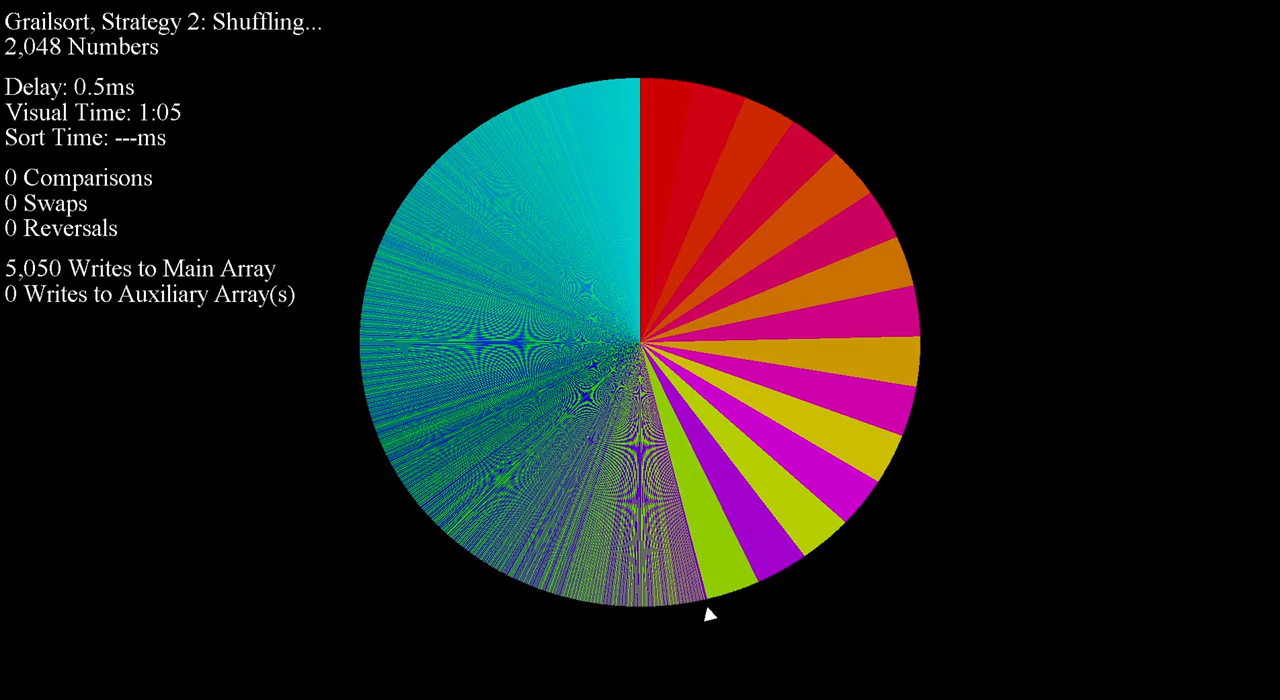 Grailsort, Strategy 2: Shuffling...
2,048 Numbers
Delay: 0.5ms
Visual Time: 1:05
Sort Time: ---ms
0 Comparisons
0 Swaps
0 Reversals
5,050 Writes to Main Array
0 Writes to Auxiliary Array(s)